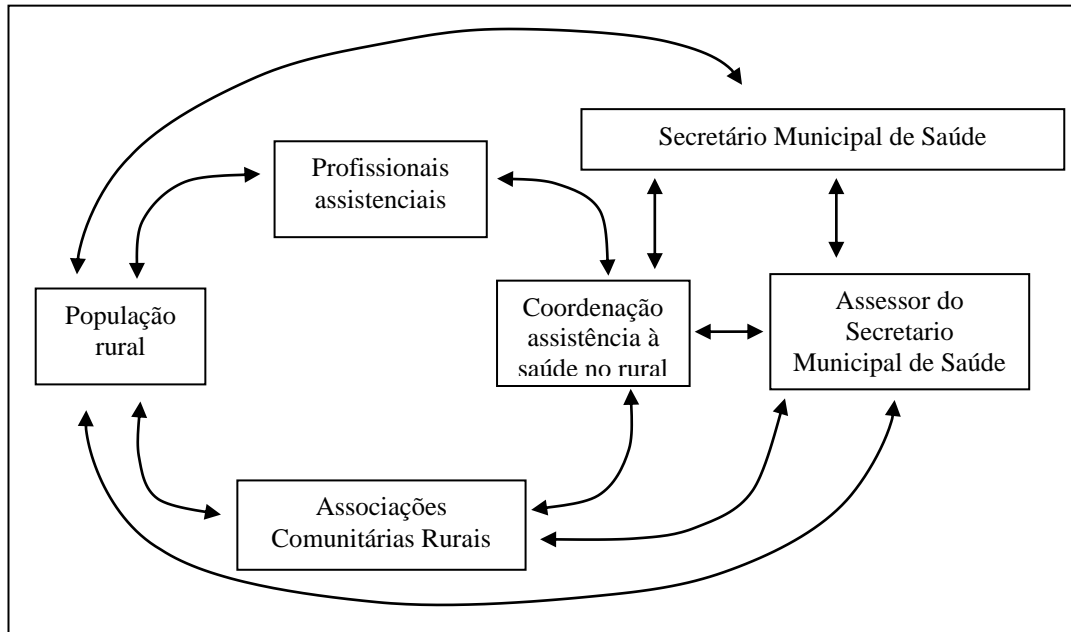 Secretário Municipal de Saúde
Profissionais
assistenciais
População
rural
Coordenação
assistência à
saúde no rural
Assessor do
Secretario
Municipal de Saúde
Associações
Comunitárias Rurais